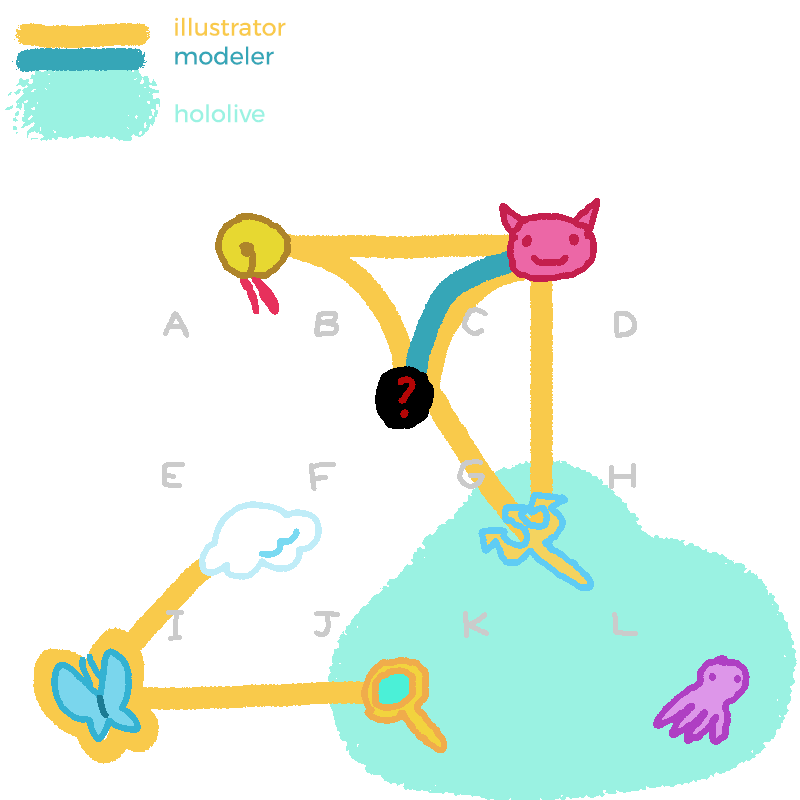 illustrator
modeler
hololive
A B C D
?
E F G H
I J K L